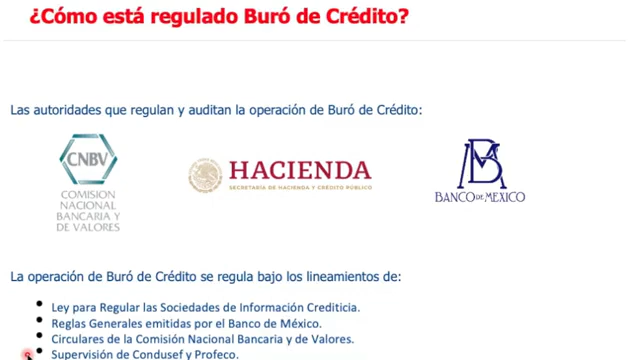 ¿Cómo está regulado Buró de Crédito?
Las autoridades que regulan y auditan la operación de Buró de Crédito:
CNBV
COMISION
NACIONAL
BANCARIA Y
DE VALORES
HACIENDA
SECRETARÍA DE HACIENDA Y CRÉDITO PÚBLICO
BM
BANCO DE MEXICO
La operación de Buró de Crédito se regula bajo los lineamientos de:
Ley para Regular las Sociedades de Información Crediticia.
Reglas Generales emitidas por el Banco de México.
Circulares de la Comisión Nacional Bancaria y de Valores.
Supervisión de Condusef y Profeco.